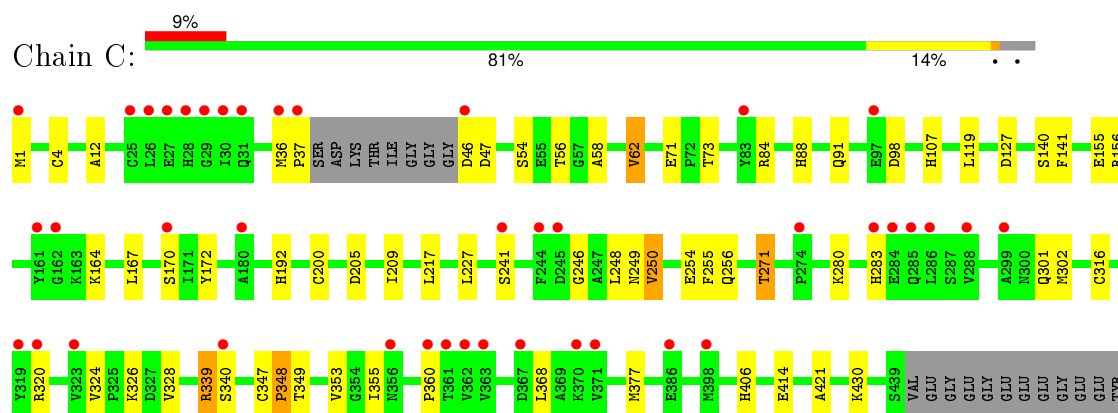 9%
Chain C:
81% 14% • •
M1 C4 A12 C25 L26 E27 H28 G29 I30 Q31 M36 P37 SER ASP LYS THR ILE GLY GLY GLY D46 D47 S54 E55 T56 G57 A58 V62 E71 P72 T73 Y83 R84 H88 Q91 E97 D98 H107 L119 D127 S140 F141 E155 R156
Y161 G162 K163 K164 L167 S170 I171 Y172 A180 H192 C200 D205 I209 L217 L227 S241 F244 D245 G246 A247 L248 N249 V250 E254 F255 Q256 T271 P274 K280 H283 E284 Q285 L286 S287 V288 A299 N300 Q301 M302 C316
Y319 R320 V323 V324 P325 K326 D327 V328 R339 S340 C347 P348 T349 V353 G354 I355 N356 P360 T361 V362 V363 D367 L368 A369 K370 V371 M377 E386 M398 H406 E414 A421 K430 S439 VAL GLU GLY GLU GLY GLU GLU GLU GLY GLU GLU